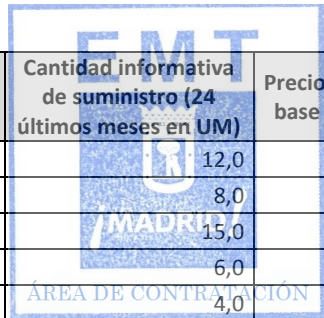 EMT
Cantidad informativa
de suministro (24
últimos meses en UM)
Precio
base
12,0
8,0
¡MADRID!
15,0
6,0
ÁREA DE CONTRATACIÓN
4,0